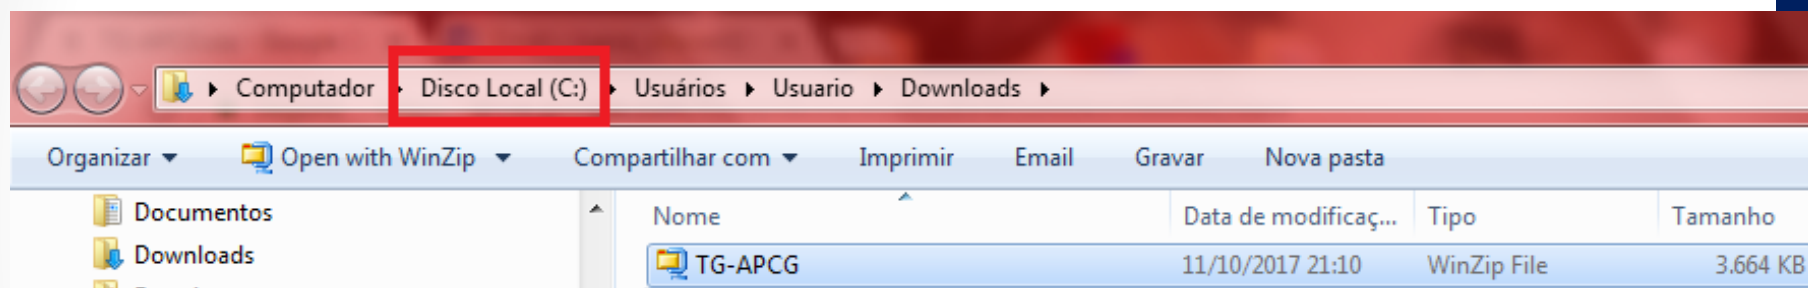 Computador Disco Local (C:) Usuários Usuario Downloads
Organizar Open with WinZip Compartilhar com Imprimir Email Gravar Nova pasta
Documentos
Downloads
Nome Data de modificaç... Tipo Tamanho
TG-APCG 11/10/2017 21:10 WinZip File 3.664 KB